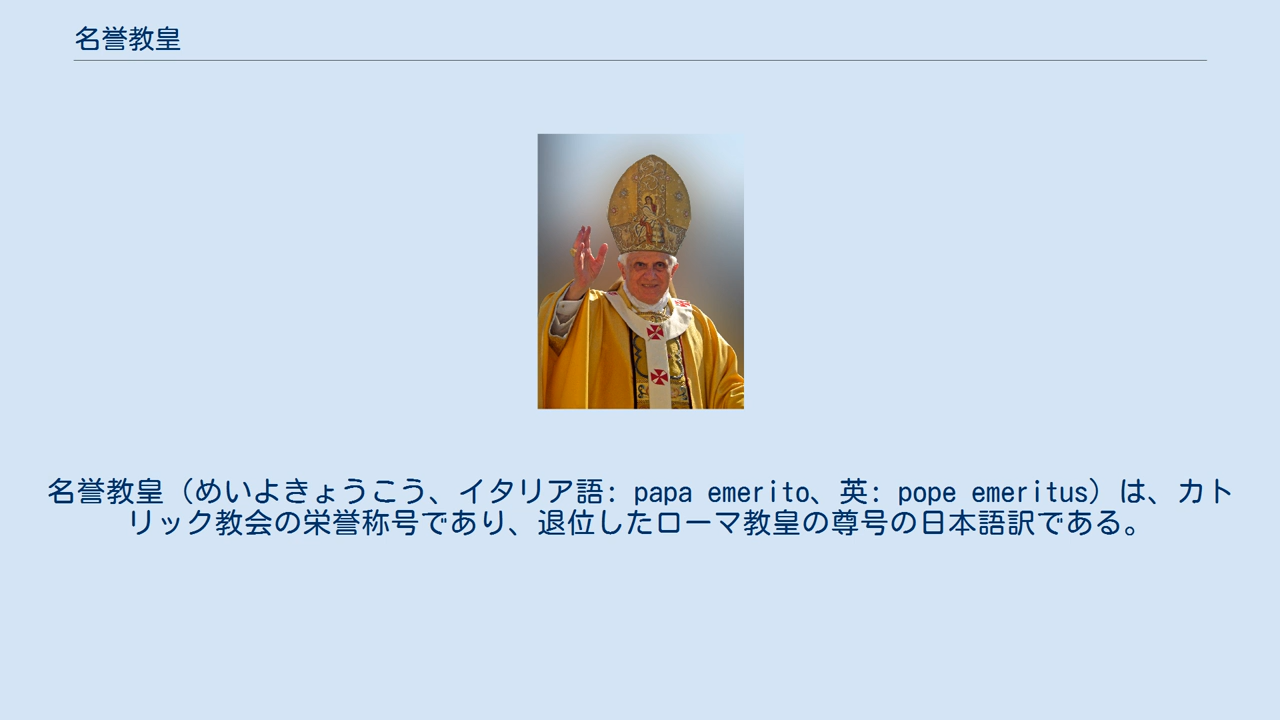 名誉教皇
名誉教皇（めいよきょうこう、イタリア語: papa emerito、英: pope emeritus）は、カト
リック教会の栄誉称号であり、退位したローマ教皇の尊号の日本語訳である。